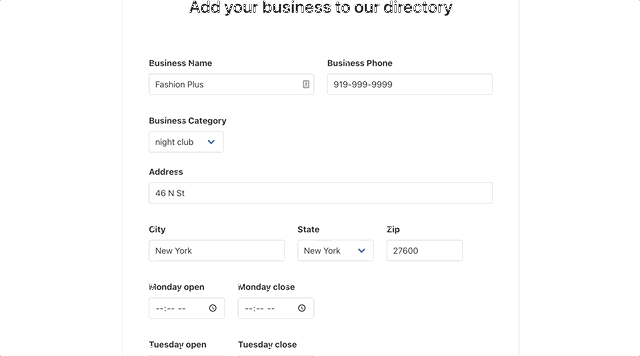 Add your business to our directory
Business Name Business Phone
Fashion Plus 919-999-9999
Business Category
night club
Address
46 N St
City State Zip
New York New York 27600
Monday open Monday close
--:-- -- --:-- --
Tuesday open Tuesday close